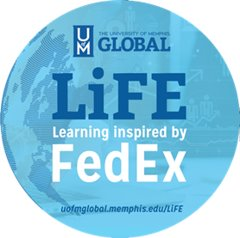 UM
THE UNIVERSITY OF MEMPHIS.
GLOBAL
LiFE
Learning inspired by
FedEx
uofmglobal.memphis.edu/LiFE